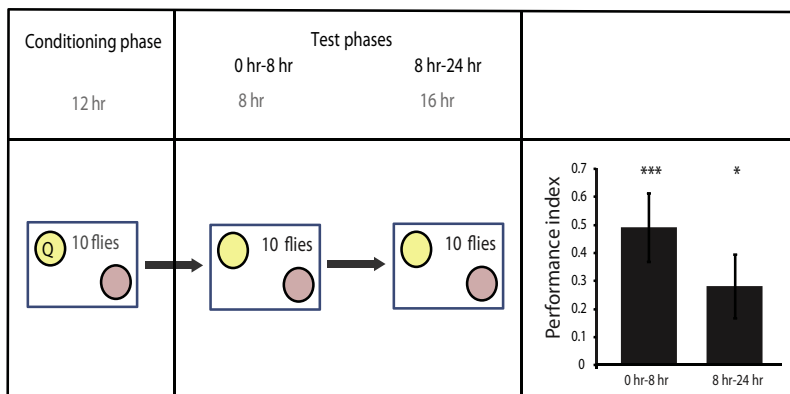 Conditioning phase
12 hr
Test phases
0 hr-8 hr 8 hr-24 hr
8 hr 16 hr
Q 10 flies
10 flies
10 flies
Performance index
0.7
0.6
0.5
0.4
0.3
0.2
0.1
0
*** *
0 hr-8 hr 8 hr-24 hr